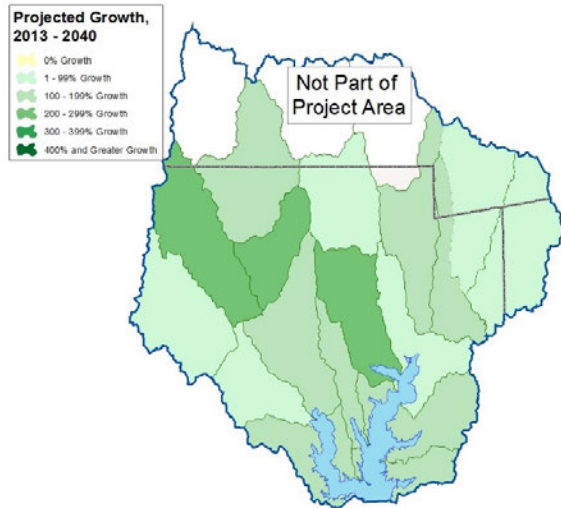 Projected Growth,
2013 - 2040
0% Growth
1 - 99% Growth
100 - 199% Growth
200 - 299% Growth
300 - 399% Growth
400% and Greater Growth
Not Part of
Project Area